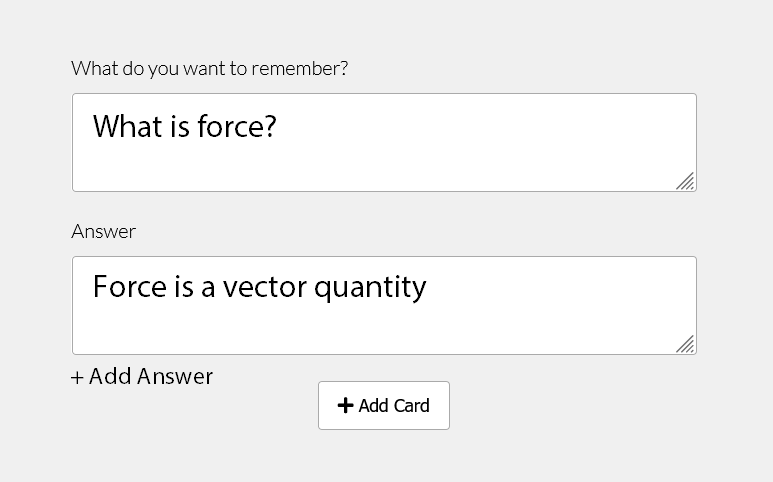 What do you want to remember?
What is force?
Answer
Force is a vector quantity
+ Add Answer
+ Add Card